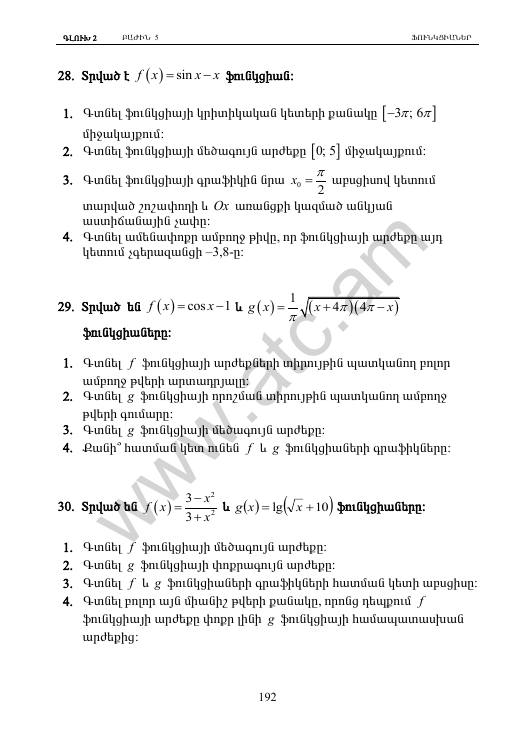 ԳԼՈՒԽ 2 ԲԱԺԻՆ 5 ՖՈՒՆԿՑԻԱՆԵՐ
28. Տրված է f(x)=sin x−x ֆունկցիան:
1. Գտնել ֆունկցիայի կրիտիկական կետերի քանակը [−3π; 6π]
միջակայքում:
2. Գտնել ֆունկցիայի մեծագույն արժեքը [0; 5] միջակայքում:
3. Գտնել ֆունկցիայի գրաֆիկին նրա x₀ = π/2 աբսցիսով կետում
տարված շոշափողի և Ox առանցքի կազմած անկյան
աստիճանային չափը:
4. Գտնել ամենափոքր ամբողջ թիվը, որ ֆունկցիայի արժեքը այդ
կետում չգերազանցի –3,8-ը:
29. Տրված են f(x)=cos x−1 և g(x)= 1/π √(x+4π)(4π−x)
ֆունկցիաները:
1. Գտնել f ֆունկցիայի արժեքների տիրույթին պատկանող բոլոր
ամբողջ թվերի արտադրյալը:
2. Գտնել g ֆունկցիայի որոշման տիրույթին պատկանող ամբողջ
թվերի գումարը:
3. Գտնել g ֆունկցիայի մեծագույն արժեքը:
4. Քանի՞ հատման կետ ունեն f և g ֆունկցիաների գրաֆիկները:
30. Տրված են f(x)= (3−x²)/(3+x²) և g(x)=lg(√x+10) ֆունկցիաները:
1. Գտնել f ֆունկցիայի մեծագույն արժեքը:
2. Գտնել g ֆունկցիայի փոքրագույն արժեքը:
3. Գտնել f և g ֆունկցիաների գրաֆիկների հատման կետի աբսցիսը:
4. Գտնել բոլոր այն միանիշ թվերի քանակը, որոնց դեպքում f
ֆունկցիայի արժեքը փոքր լինի g ֆունկցիայի համապատասխան
արժեքից:
192
www.atc.am